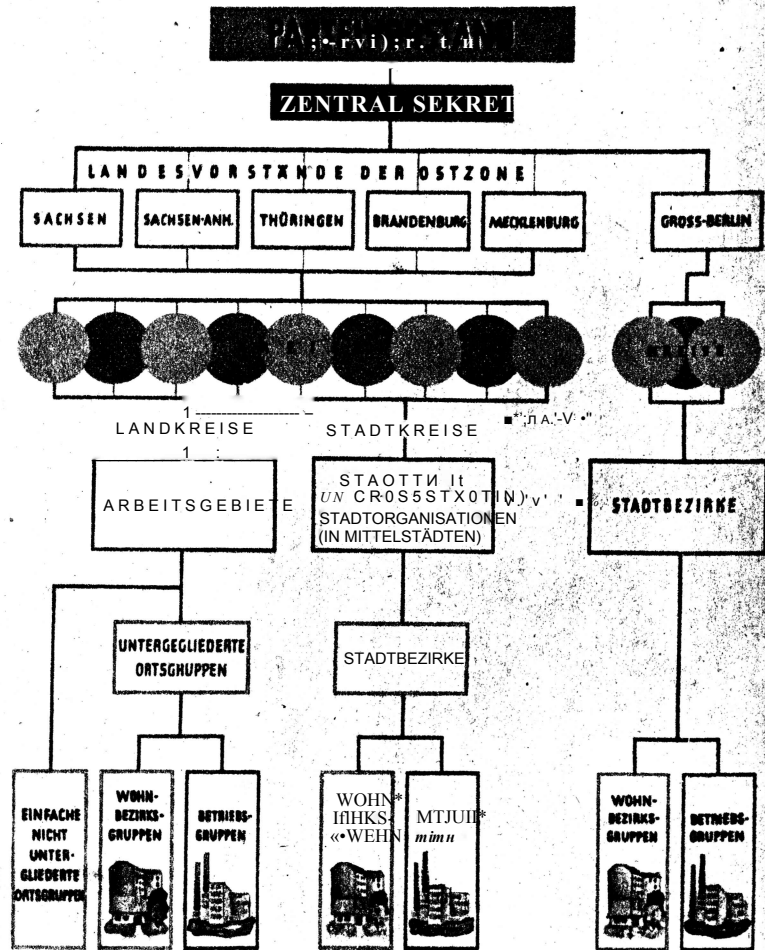 ZENTRAL SEKRET
LANDESVORSTÄNDE DER OSTZONE
SACHSEN
SACHSEN-ANH.
THÜRINGEN
BRANDENBURG
MECKLENBURG
GROSS-BERLIN
LANDKREISE
STADTKREISE
ARBEITSGEBIETE
STADTORGANISATIONEN
(IN MITTELSTÄDTEN)
STADTBEZIRKE
UNTERGEGLIEDERTE
ORTSGRUPPEN
STADTBEZIRKE
EINFACHE
NICHT
UNTER-
GLIEDERTE
ORTSGRUPPEN
WOHN-
BEZIRKS-
GRUPPEN
BETRIEBS-
GRUPPEN
WOHN
WOHN-
BEZIRKS-
GRUPPEN
BETRIEBS-
GRUPPEN